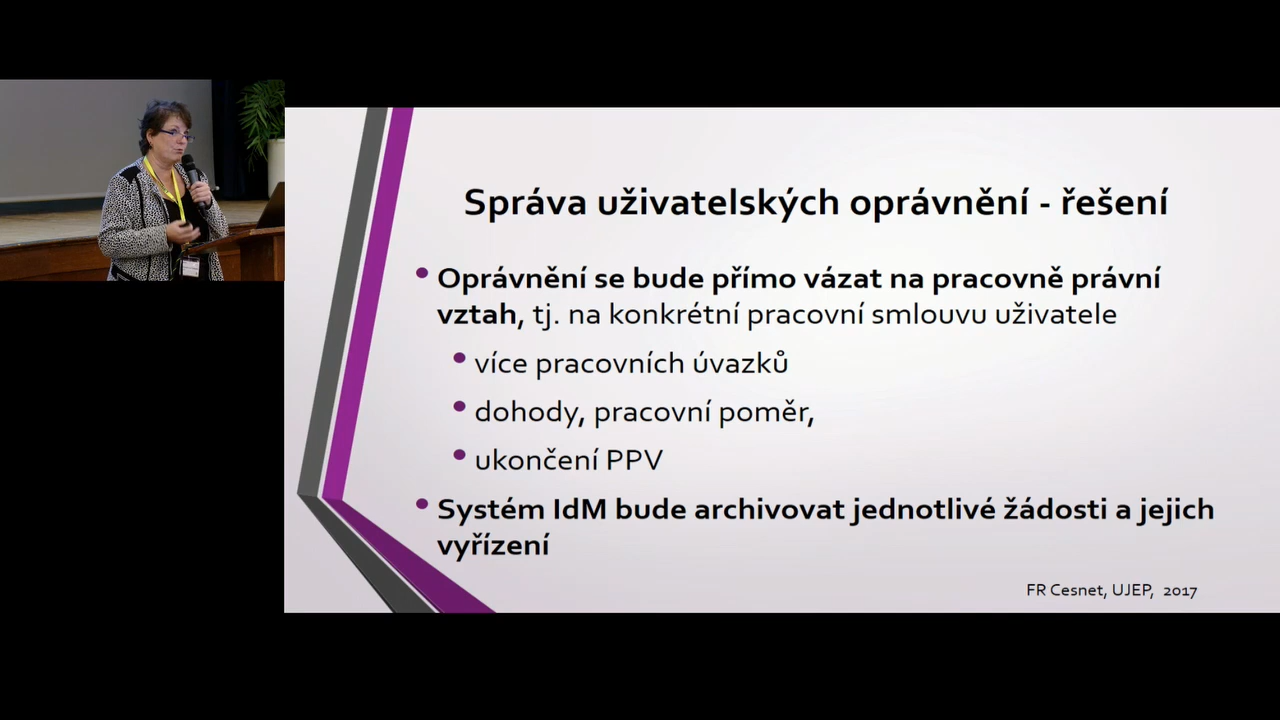 Správa uživatelských oprávnění - řešení
• Oprávnění se bude přímo vázat na pracovně právní
vztah, tj. na konkrétní pracovní smlouvu uživatele
• více pracovních úvazků
• dohody, pracovní poměr,
• ukončení PPV
• Systém IdM bude archivovat jednotlivé žádosti a jejich
vyřízení
FR Cesnet, UJEP, 2017